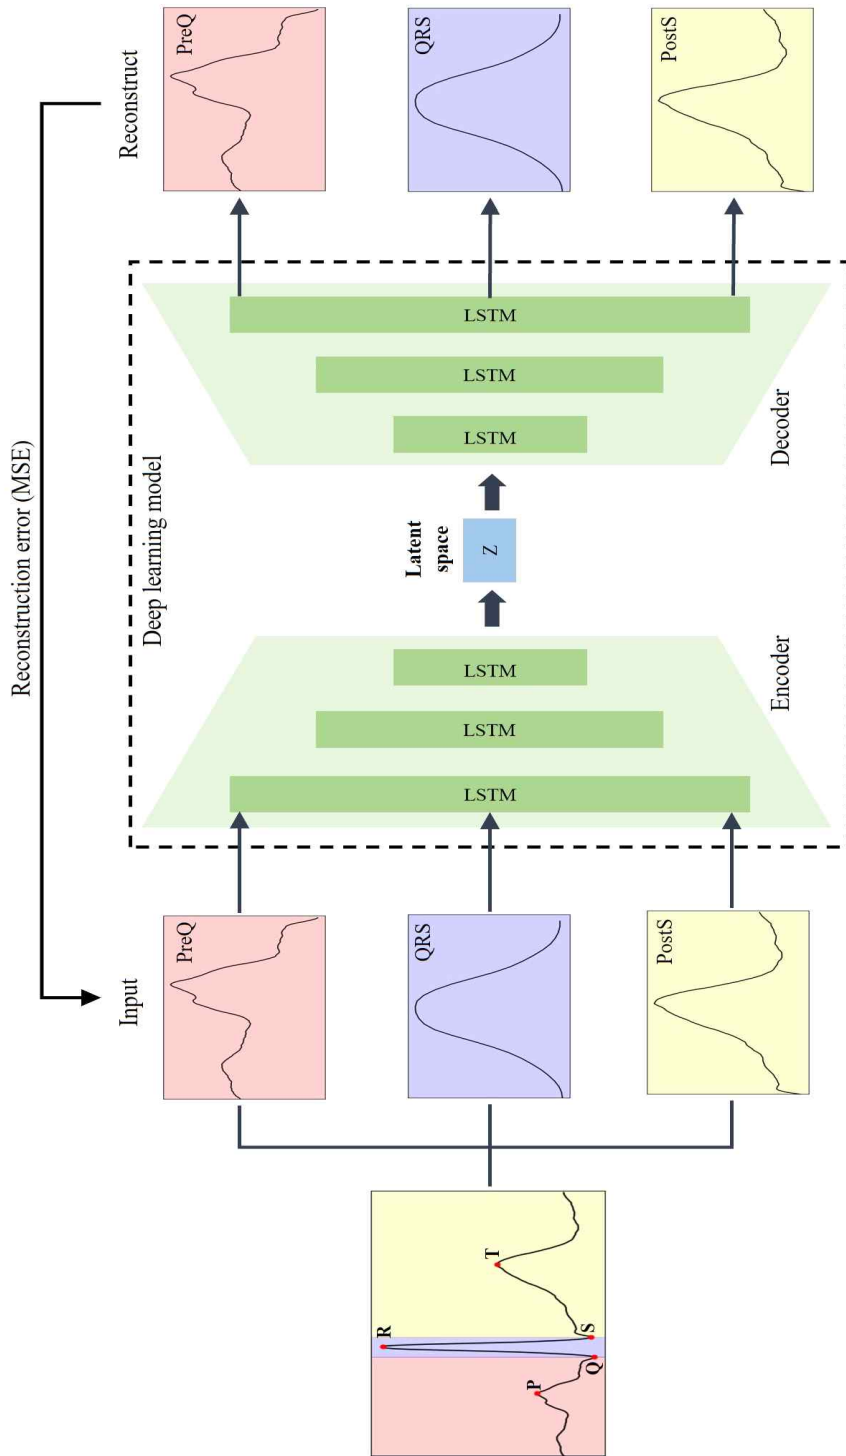 Reconstruction error (MSE)
Input
Reconstruct
Deep learning model
P
Q
R
S
T
PreQ
QRS
PostS
LSTM
LSTM
LSTM
Encoder
Latent
space
Z
LSTM
LSTM
LSTM
Decoder
PreQ
QRS
PostS